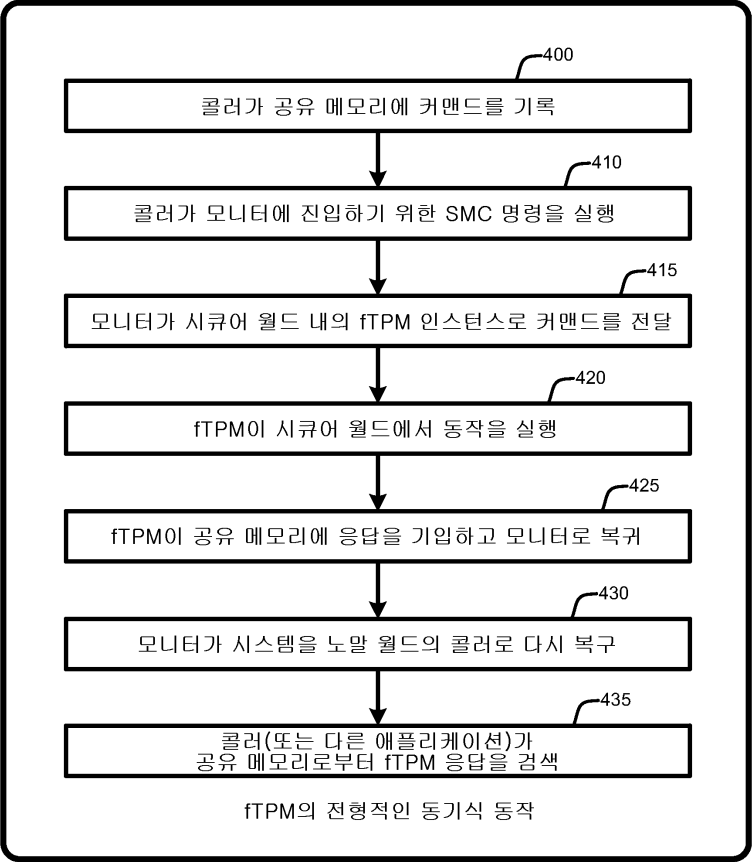 400
콜러가 공유 메모리에 커맨드를 기록
410
콜러가 모니터에 진입하기 위한 SMC 명령을 실행
415
모니터가 시큐어 월드 내의 fTPM 인스턴스로 커맨드를 전달
420
fTPM이 시큐어 월드에서 동작을 실행
425
fTPM이 공유 메모리에 응답을 기입하고 모니터로 복귀
430
모니터가 시스템을 노말 월드의 콜러로 다시 복구
435
콜러(또는 다른 애플리케이션)가
공유 메모리로부터 fTPM 응답을 검색
fTPM의 전형적인 동기식 동작